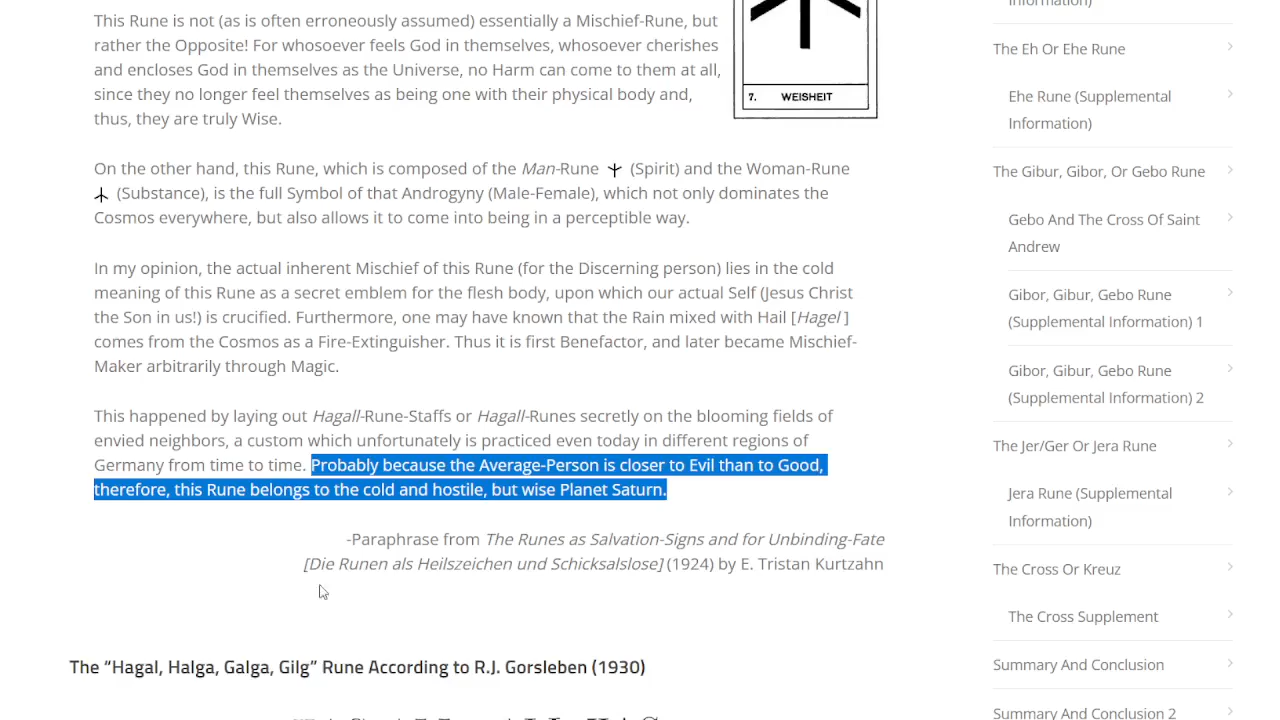 This Rune is not (as is often erroneously assumed) essentially a Mischief-Rune, but
rather the Opposite! For whosoever feels God in themselves, whosoever cherishes
and encloses God in themselves as the Universe, no Harm can come to them at all,
since they no longer feel themselves as being one with their physical body and,
thus, they are truly Wise.
7. WEISHEIT
On the other hand, this Rune, which is composed of the Man-Rune (Spirit) and the Woman-Rune
(Substance), is the full Symbol of that Androgyny (Male-Female), which not only dominates the
Cosmos everywhere, but also allows it to come into being in a perceptible way.
In my opinion, the actual inherent Mischief of this Rune (for the Discerning person) lies in the cold
meaning of this Rune as a secret emblem for the flesh body, upon which our actual Self (Jesus Christ
the Son in us!) is crucified. Furthermore, one may have known that the Rain mixed with Hail [Hagel ]
comes from the Cosmos as a Fire-Extinguisher. Thus it is first Benefactor, and later became Mischief-
Maker arbitrarily through Magic.
This happened by laying out Hagall-Rune-Staffs or Hagall-Runes secretly on the blooming fields of
envied neighbors, a custom which unfortunately is practiced even today in different regions of
Germany from time to time. Probably because the Average-Person is closer to Evil than to Good,
therefore, this Rune belongs to the cold and hostile, but wise Planet Saturn.
-Paraphrase from The Runes as Salvation-Signs and for Unbinding-Fate
[Die Runen als Heilszeichen und Schicksalslose] (1924) by E. Tristan Kurtzahn
The “Hagal, Halga, Galga, Gilg” Rune According to R.J. Gorsleben (1930)
Information)
The Eh Or Ehe Rune
Ehe Rune (Supplemental
Information)
The Gibur, Gibor, Or Gebo Rune
Gebo And The Cross Of Saint
Andrew
Gibor, Gibur, Gebo Rune
(Supplemental Information) 1
Gibor, Gibur, Gebo Rune
(Supplemental Information) 2
The Jer/Ger Or Jera Rune
Jera Rune (Supplemental
Information)
The Cross Or Kreuz
The Cross Supplement
Summary And Conclusion
Summary And Conclusion 2